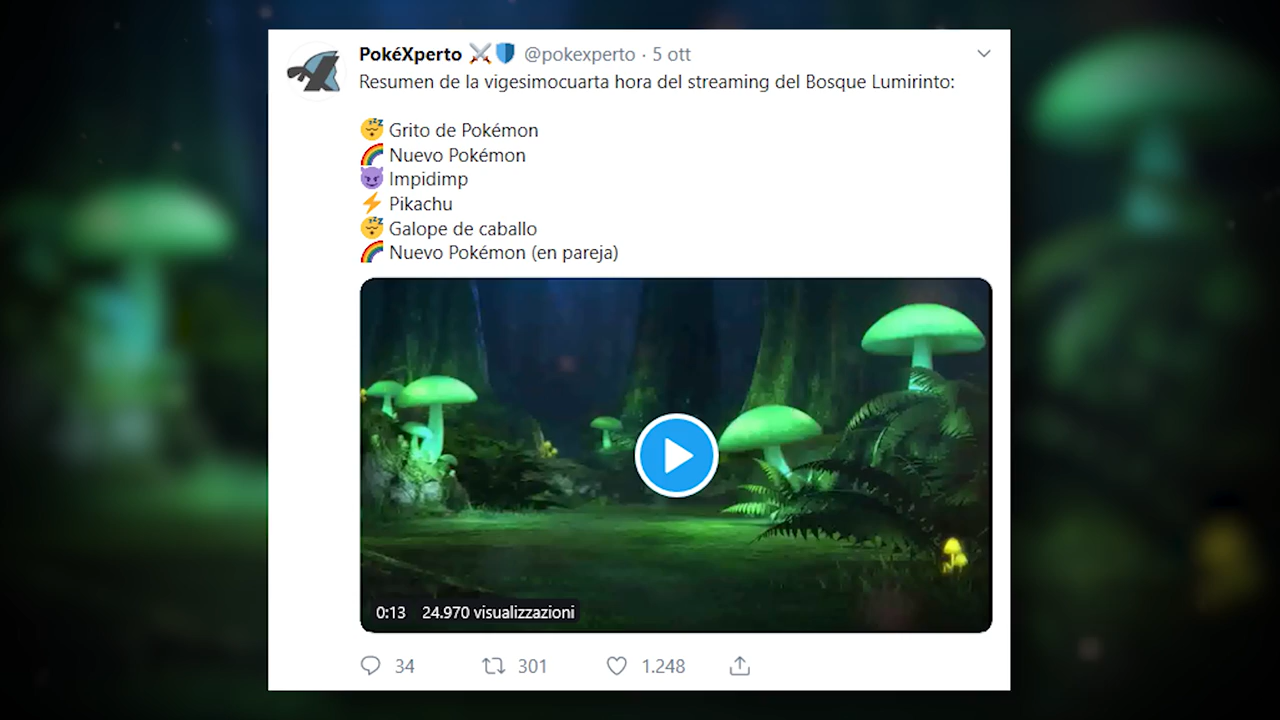 PokéXperto ⚔️🛡️ @pokexperto · 5 ott
Resumen de la vigesimocuarta hora del streaming del Bosque Lumirinto:
😴 Grito de Pokémon
🌈 Nuevo Pokémon
😈 Impidimp
⚡ Pikachu
😴 Galope de caballo
🌈 Nuevo Pokémon (en pareja)
0:13 24.970 visualizzazioni
34 301 1.248